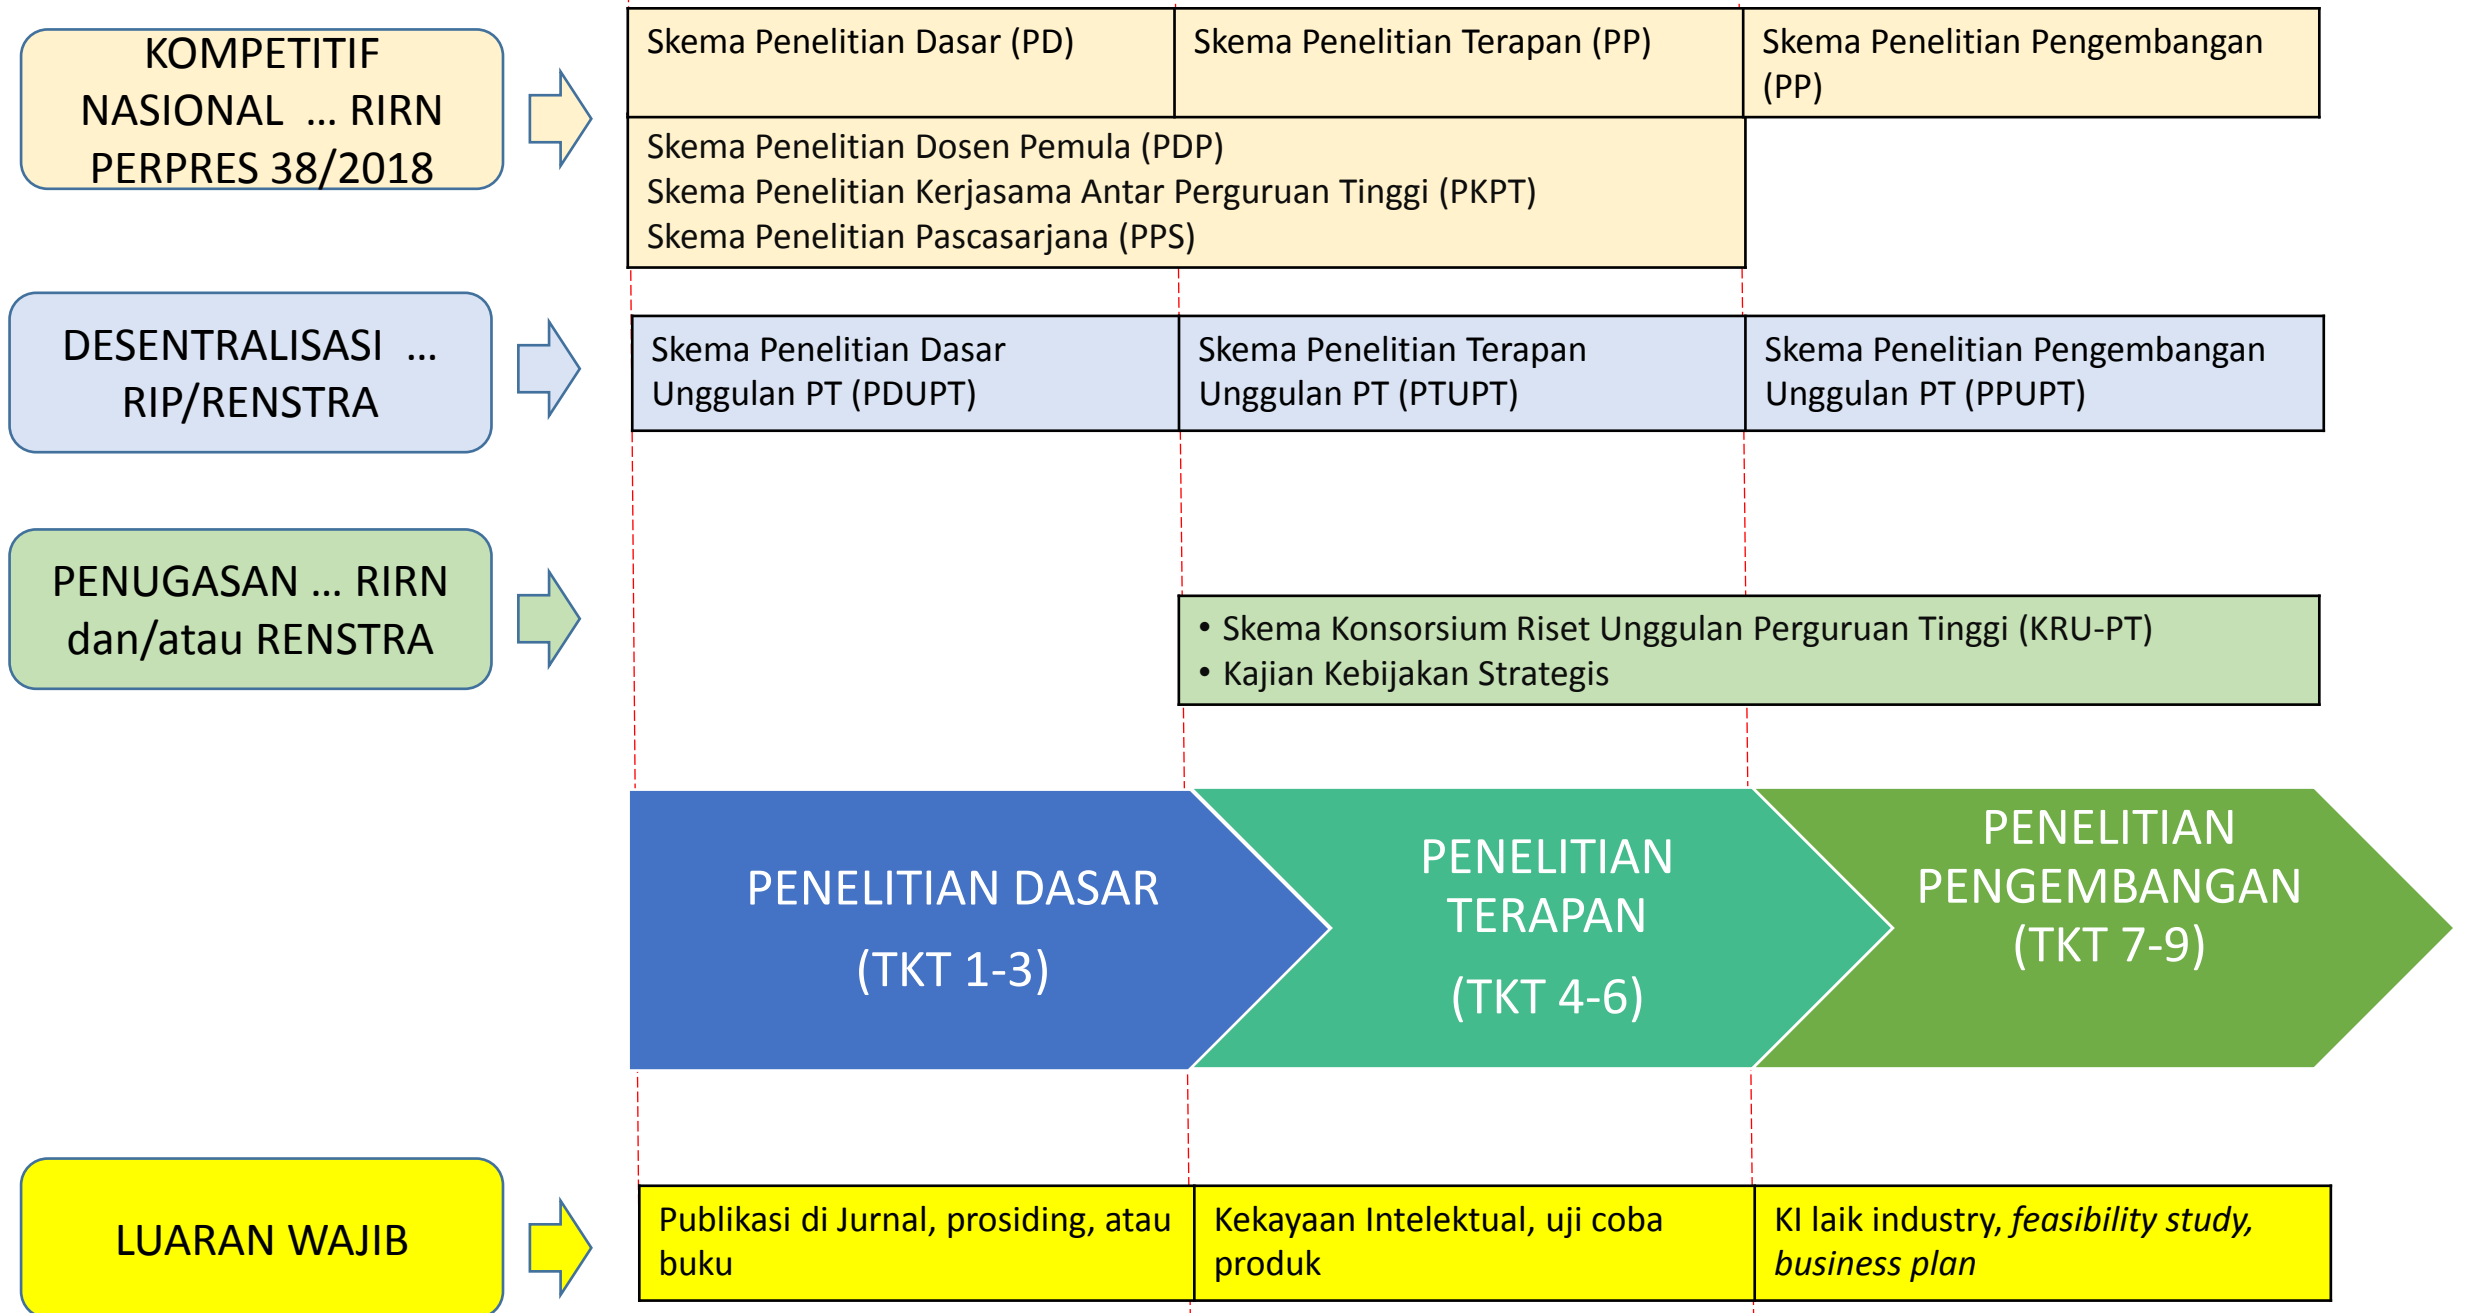 KOMPETITIF
NASIONAL ... RIRN
PERPRES 38/2018
Skema Penelitian Dasar (PD)
Skema Penelitian Terapan (PP)
Skema Penelitian Pengembangan
(PP)
Skema Penelitian Dosen Pemula (PDP)
Skema Penelitian Kerjasama Antar Perguruan Tinggi (PKPT)
Skema Penelitian Pascasarjana (PPS)
DESENTRALISASI ...
RIP/RENSTRA
Skema Penelitian Dasar
Unggulan PT (PDUPT)
Skema Penelitian Terapan
Unggulan PT (PTUPT)
Skema Penelitian Pengembangan
Unggulan PT (PPUPT)
PENUGASAN ... RIRN
dan/atau RENSTRA
• Skema Konsorsium Riset Unggulan Perguruan Tinggi (KRU-PT)
• Kajian Kebijakan Strategis
PENELITIAN DASAR
(TKT 1-3)
PENELITIAN
TERAPAN
(TKT 4-6)
PENELITIAN
PENGEMBANGAN
(TKT 7-9)
LUARAN WAJIB
Publikasi di Jurnal, prosiding, atau
buku
Kekayaan Intelektual, uji coba
produk
KI laik industry, feasibility study,
business plan